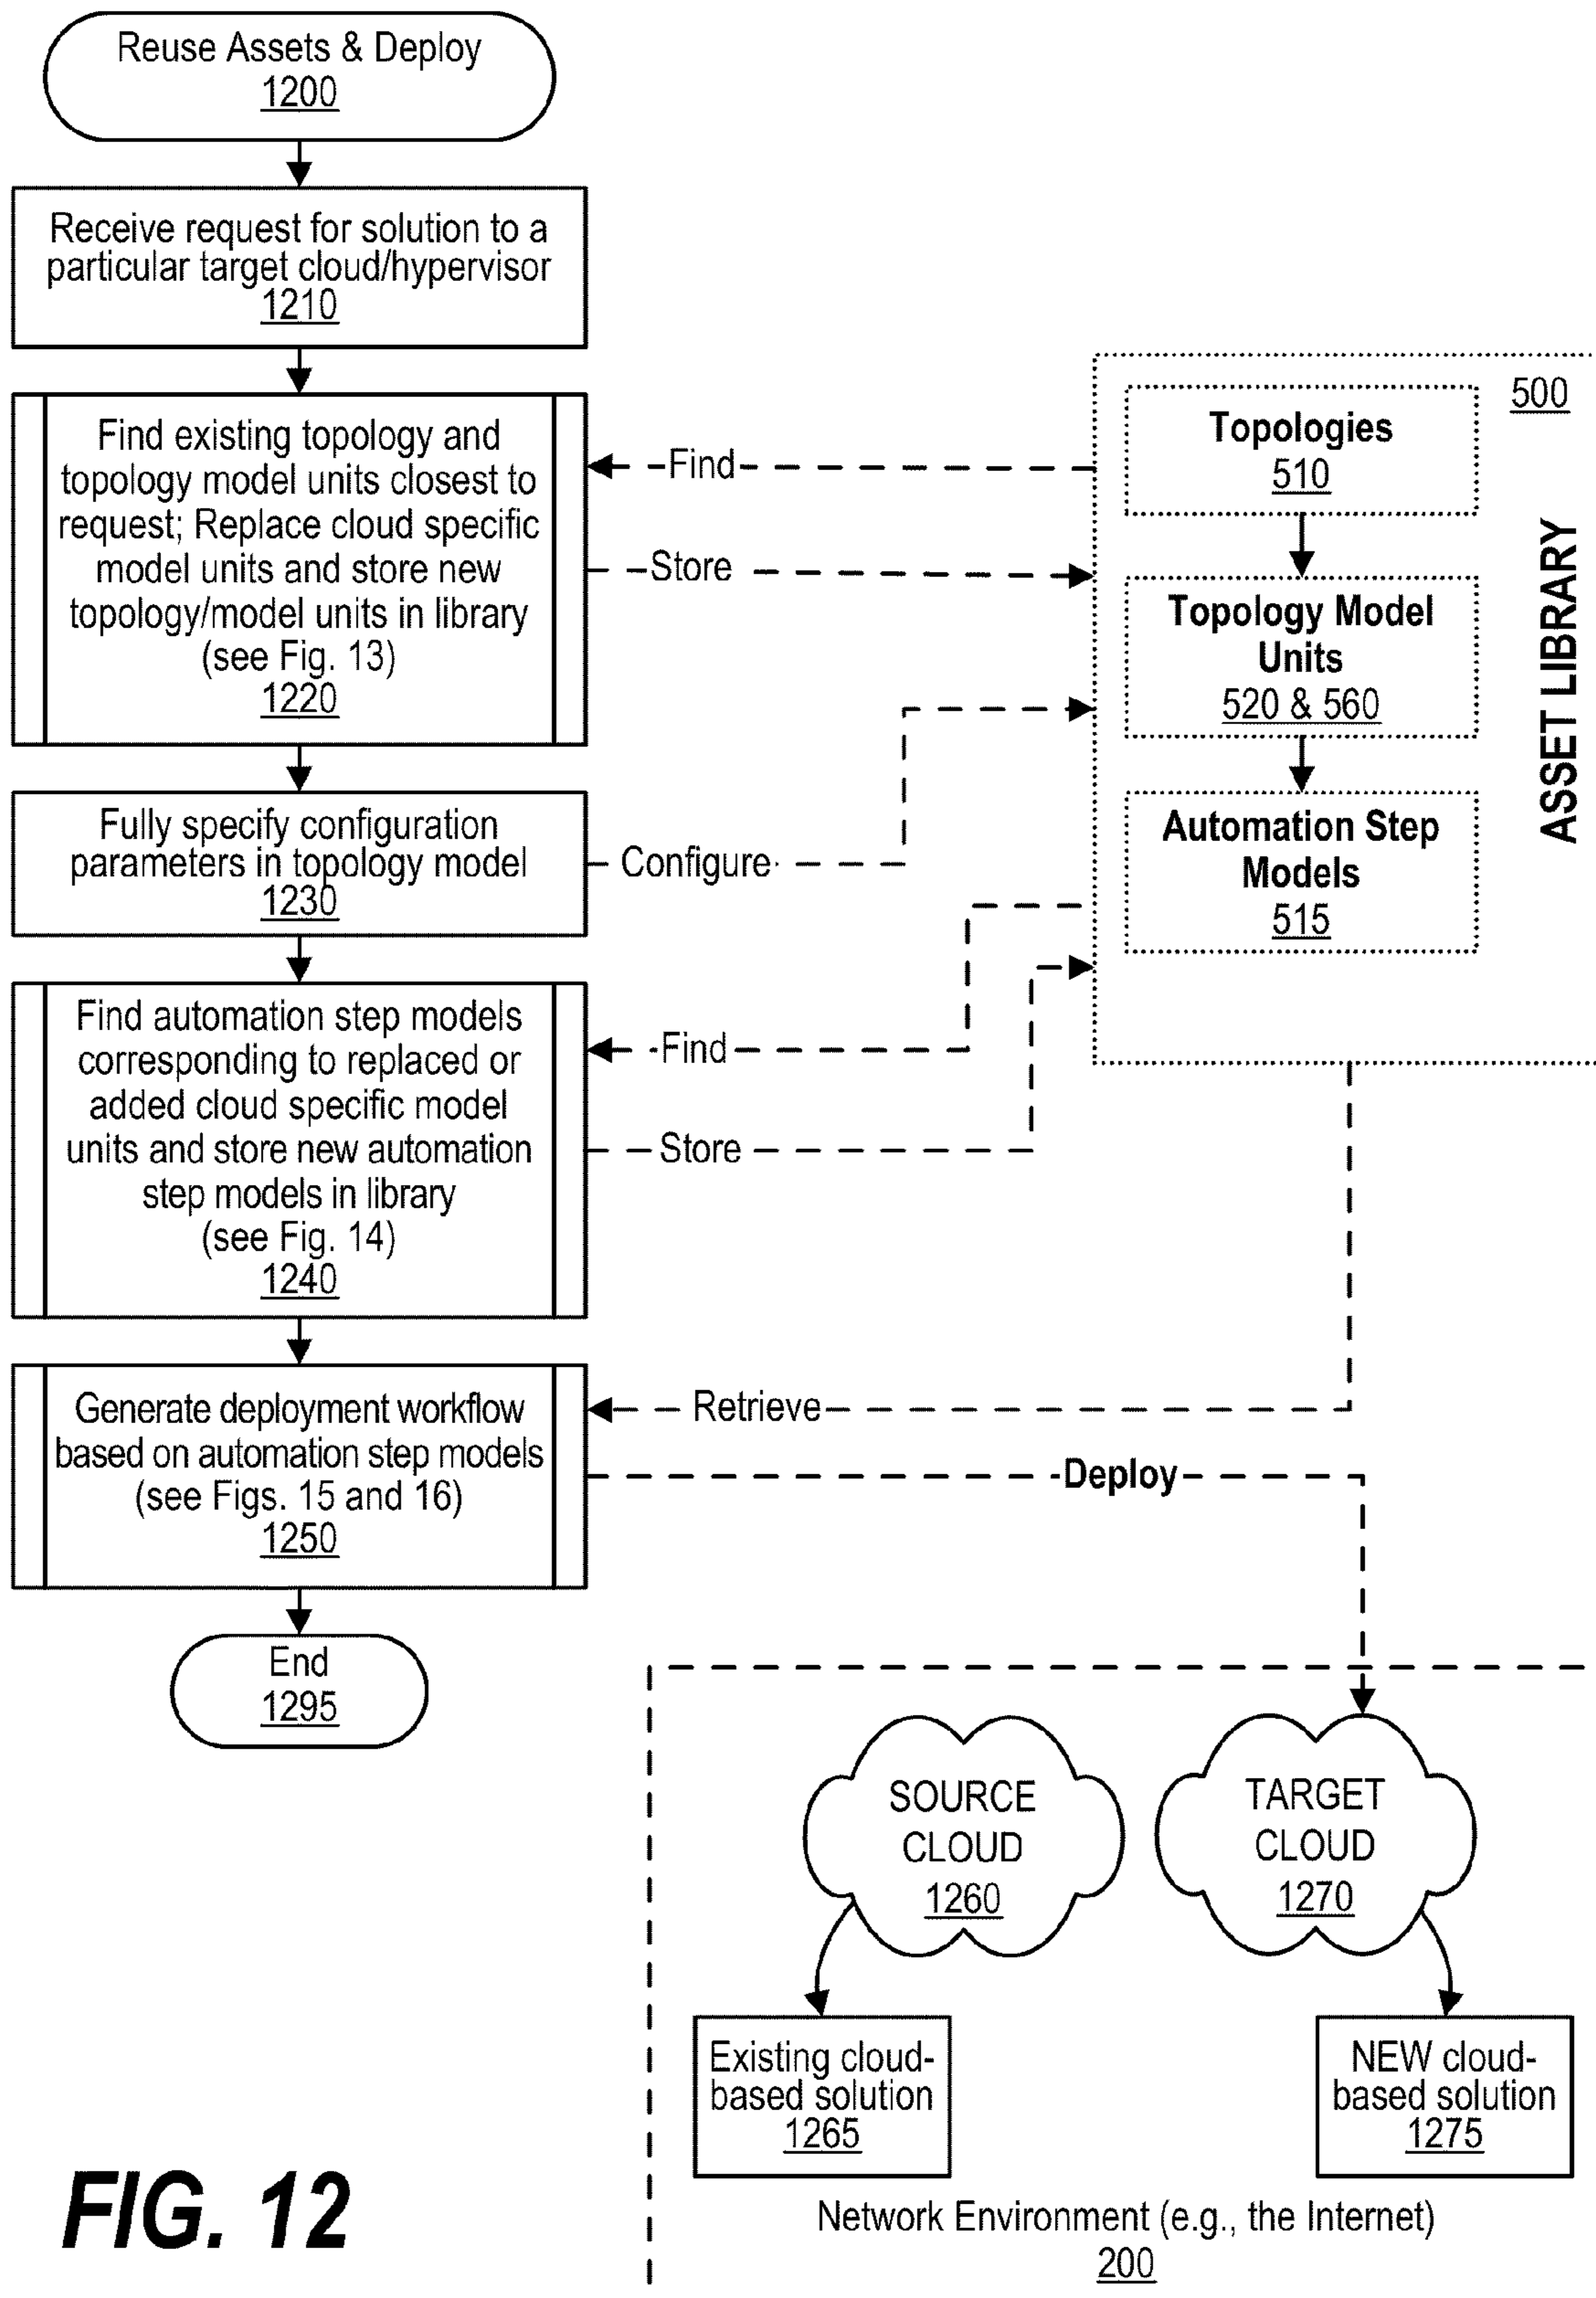 Reuse Assets & Deploy
1200
Receive request for solution to a
particular target cloud/hypervisor
1210
Find existing topology and
topology model units closest to
request; Replace cloud specific
model units and store new
topology/model units in library
(see Fig. 13)
1220
Fully specify configuration
parameters in topology model
1230
Find automation step models
corresponding to replaced or
added cloud specific model
units and store new automation
step models in library
(see Fig. 14)
1240
Generate deployment workflow
based on automation step models
(see Figs. 15 and 16)
1250
End
1295
Find
Store
Configure
Find
Store
Retrieve
Deploy
500
Topologies
510
Topology Model
Units
520 & 560
Automation Step
Models
515
ASSET LIBRARY
SOURCE
CLOUD
1260
TARGET
CLOUD
1270
Existing cloud-
based solution
1265
NEW cloud-
based solution
1275
Network Environment (e.g., the Internet)
200
FIG. 12